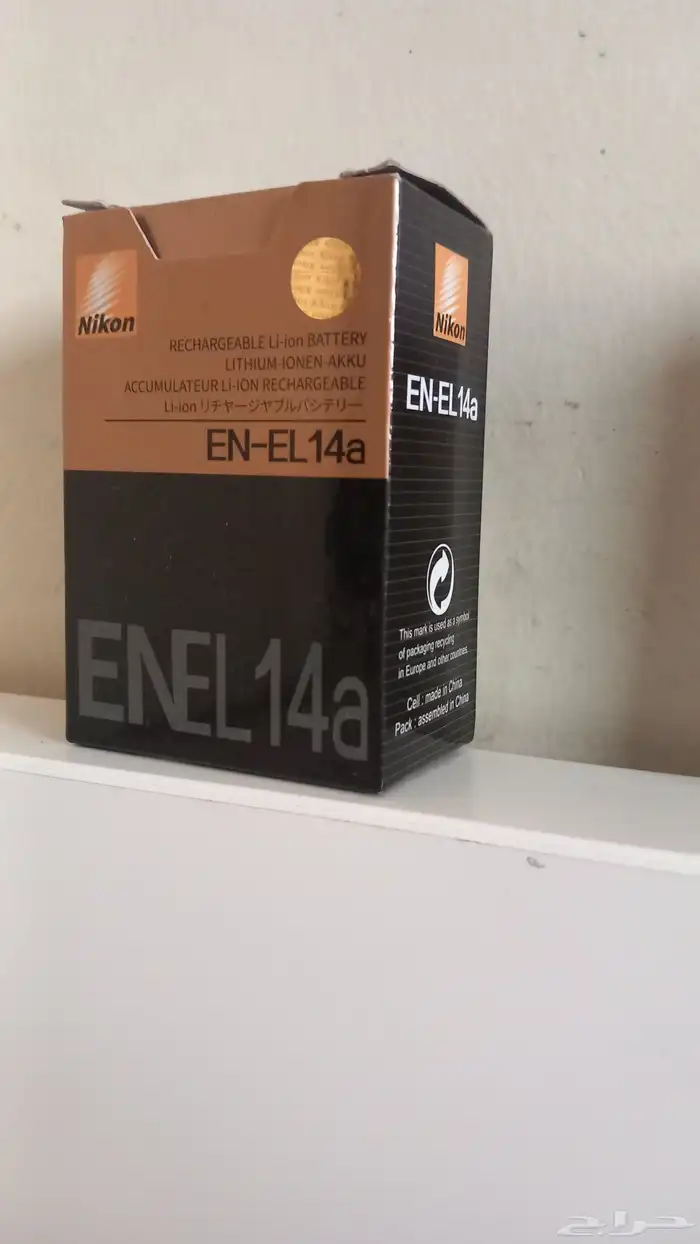 Nikon
RECHARGEABLE Li-ion BATTERY
LITHIUM-IONEN-AKKU
ACCUMULATEUR Li-ION RECHARGEABLE
Li-ion リチャージャブルバシテリー
EN-EL14a
ENEL14a
Nikon
EN-EL14a
This mark is used as a symbol
of packaging recycling
in Europe and other countries.
Cell : made in China
Pack : assembled in China
حراج